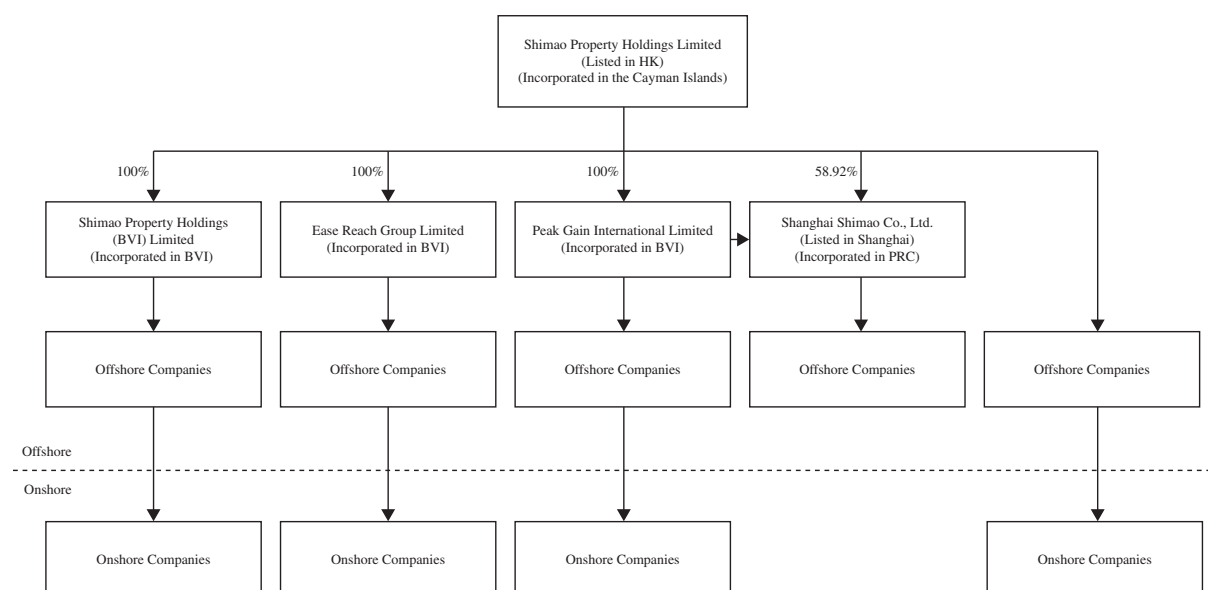 Shimao Property Holdings Limited
(Listed in HK)
(Incorporated in the Cayman Islands)
100%
100%
100%
58.92%
Shimao Property Holdings
(BVI) Limited
(Incorporated in BVI)
Ease Reach Group Limited
(Incorporated in BVI)
Peak Gain International Limited
(Incorporated in BVI)
Shanghai Shimao Co., Ltd.
(Listed in Shanghai)
(Incorporated in PRC)
Offshore Companies
Offshore Companies
Offshore Companies
Offshore Companies
Offshore Companies
Offshore
Onshore
Onshore Companies
Onshore Companies
Onshore Companies
Onshore Companies